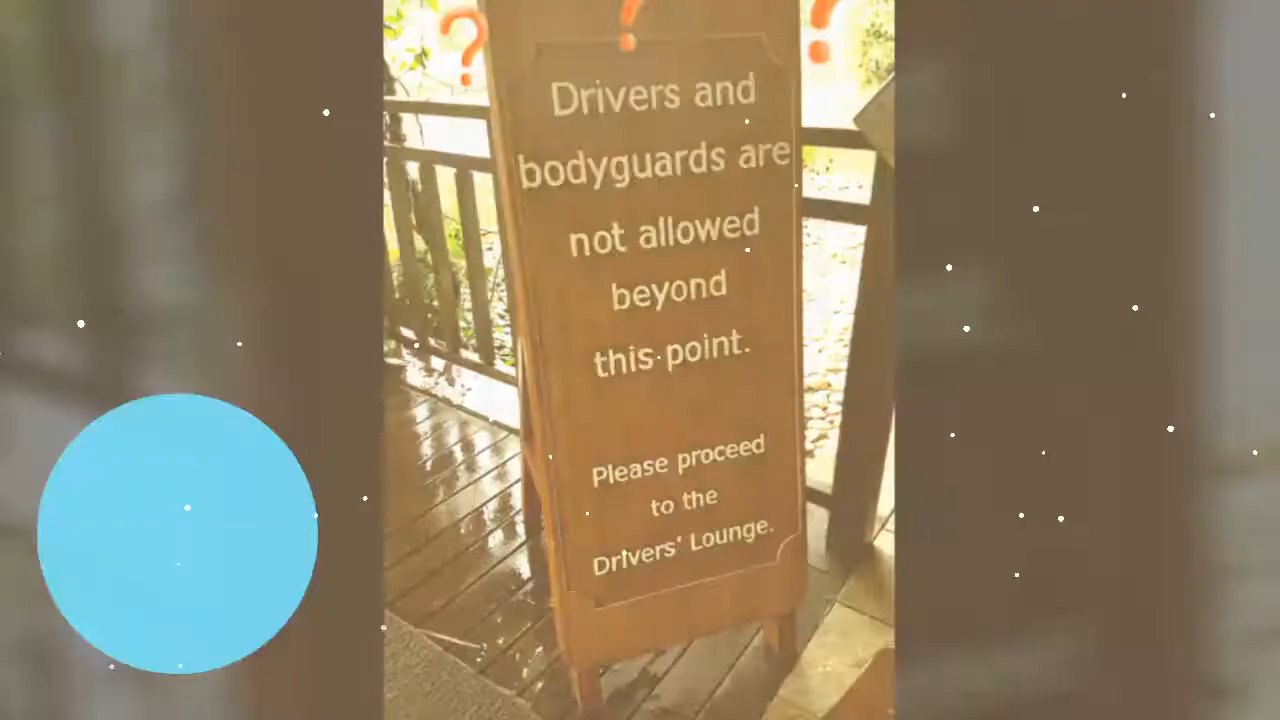 ? ? ?
Drivers and
bodyguards are
not allowed
beyond
this point.
Please proceed
to the
Drivers' Lounge.